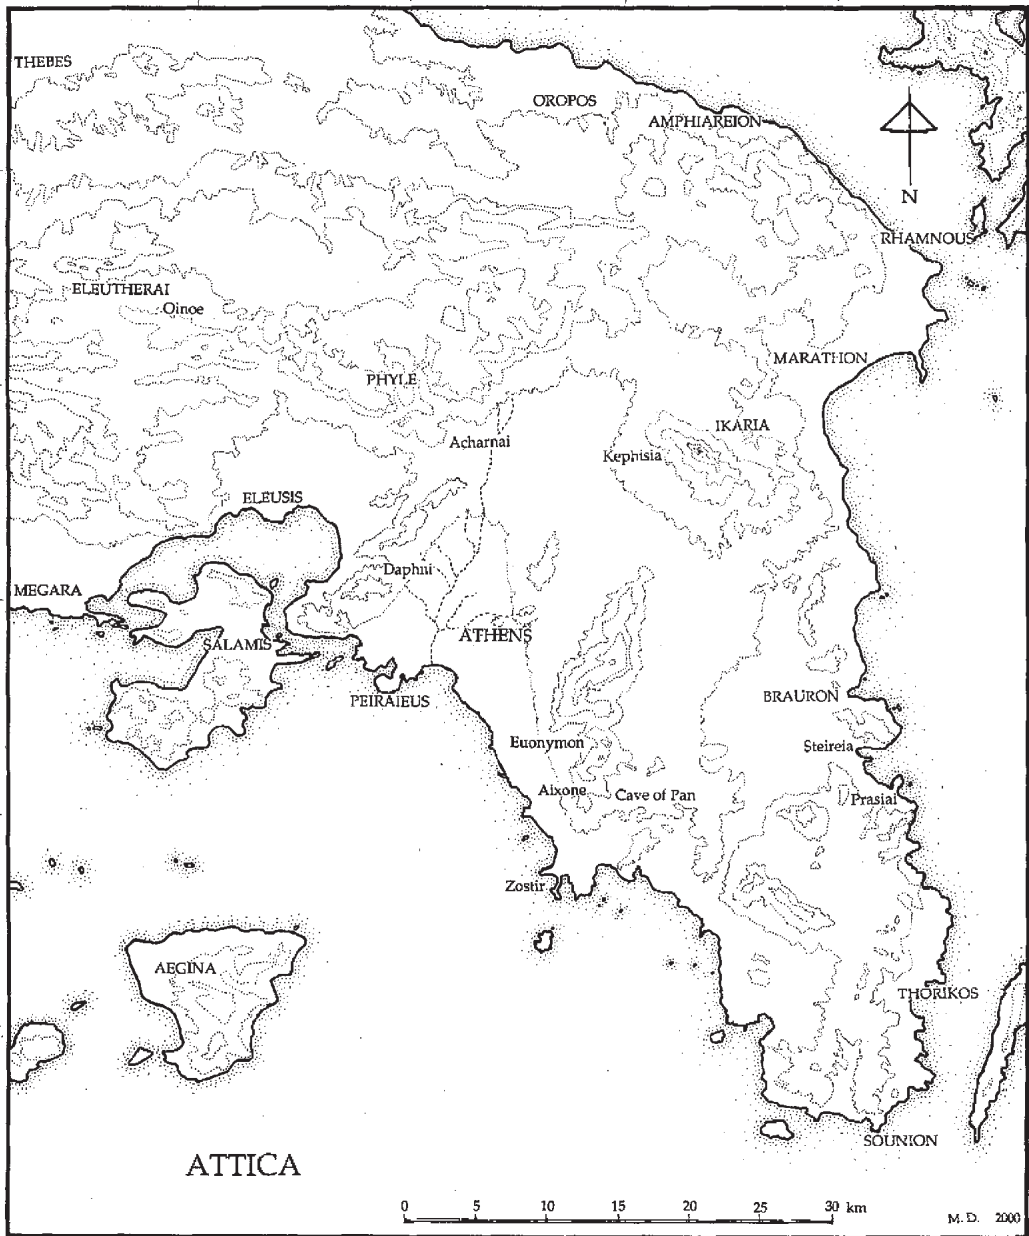 THEBES
OROPOS
AMPHIAREION
N
RHAMNOUS
ELEUTHERAI
Oinoe
MARATHON
PHYLE
IKARIA
Acharnai
Kephisia
ELEUSIS
Daphni
MEGARA
ATHENS
SALAMIS
BRAURON
PEIRAIEUS
Euonymon
Steireia
Aixone
Cave of Pan
Prasiai
Zostir
AEGINA
THORIKOS
SOUNION
ATTICA
0 5 10 15 20 25 30 km
M. D. 2000